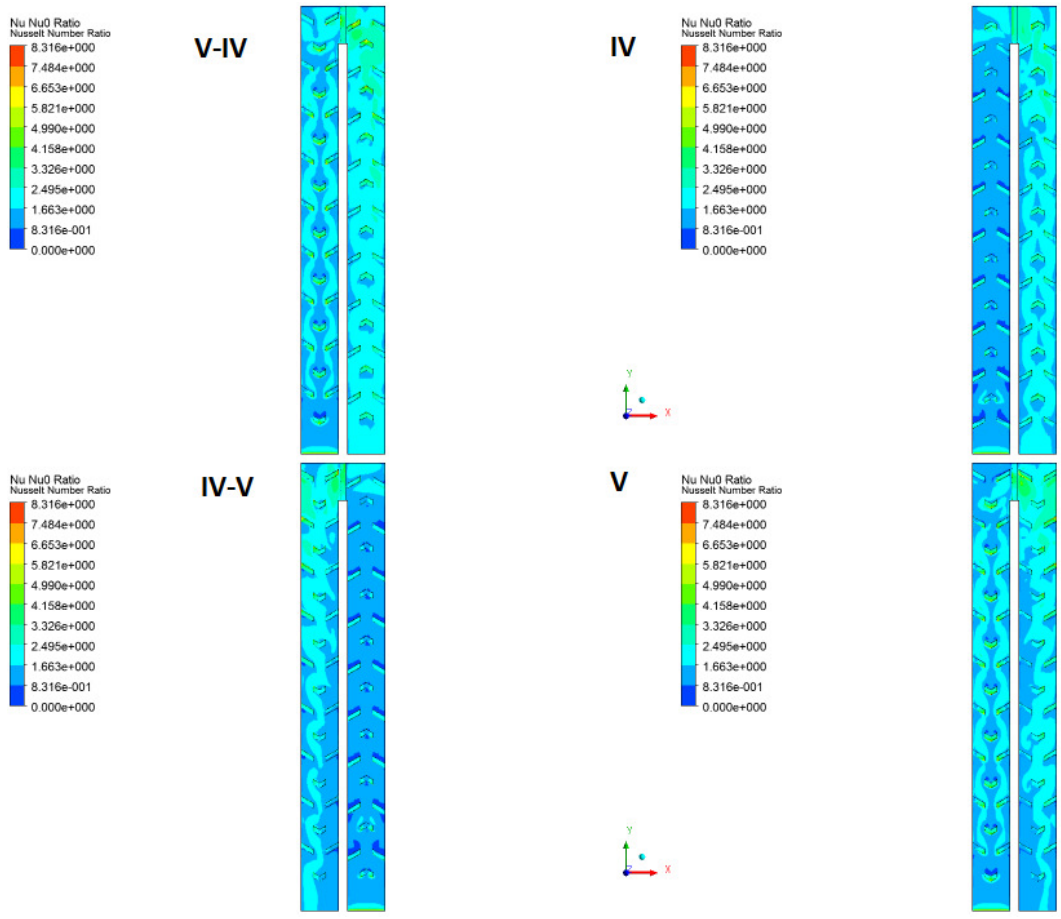 Nu Nu0 Ratio
Nusselt Number Ratio
8.316e+000
7.484e+000
6.653e+000
5.821e+000
4.990e+000
4.158e+000
3.326e+000
2.495e+000
1.663e+000
8.316e-001
0.000e+000
V-IV
IV
Nu Nu0 Ratio
Nusselt Number Ratio
8.316e+000
7.484e+000
6.653e+000
5.821e+000
4.990e+000
4.158e+000
3.326e+000
2.495e+000
1.663e+000
8.316e-001
0.000e+000
Y
Z
X
Nu Nu0 Ratio
Nusselt Number Ratio
8.316e+000
7.484e+000
6.653e+000
5.821e+000
4.990e+000
4.158e+000
3.326e+000
2.495e+000
1.663e+000
8.316e-001
0.000e+000
IV-V
V
Nu Nu0 Ratio
Nusselt Number Ratio
8.316e+000
7.484e+000
6.653e+000
5.821e+000
4.990e+000
4.158e+000
3.326e+000
2.495e+000
1.663e+000
8.316e-001
0.000e+000
Y
Z
X